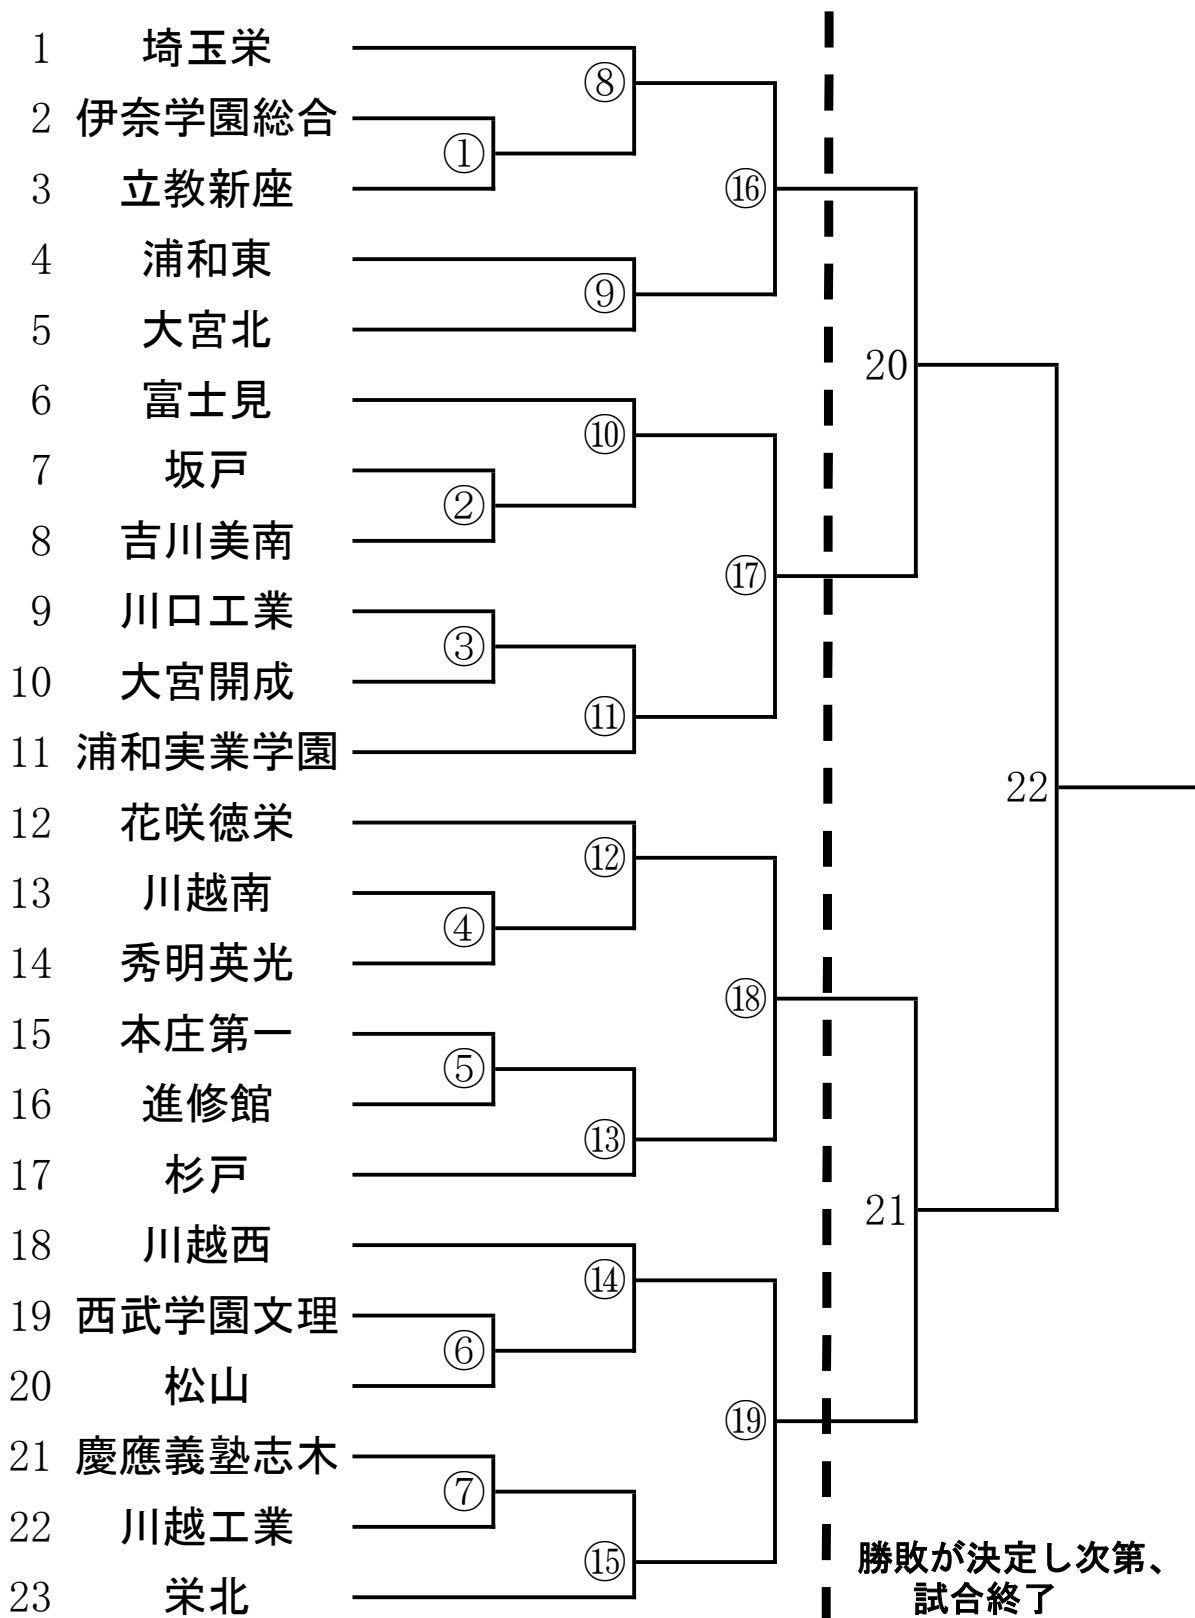 1 埼玉栄
⑧
2 伊奈学園総合
①
3 立教新座
⑯
4 浦和東
⑨
5 大宮北
20
6 富士見
⑩
7 坂戸
②
8 吉川美南
⑰
9 川口工業
③
10 大宮開成
⑪
11 浦和実業学園
22
12 花咲徳栄
⑫
13 川越南
④
14 秀明英光
⑱
15 本庄第一
⑤
16 進修館
⑬
17 杉戸
21
18 川越西
⑭
19 西武学園文理
⑥
20 松山
⑲
21 慶應義塾志木
⑦
22 川越工業
⑮
23 栄北
勝敗が決定し次第、
試合終了